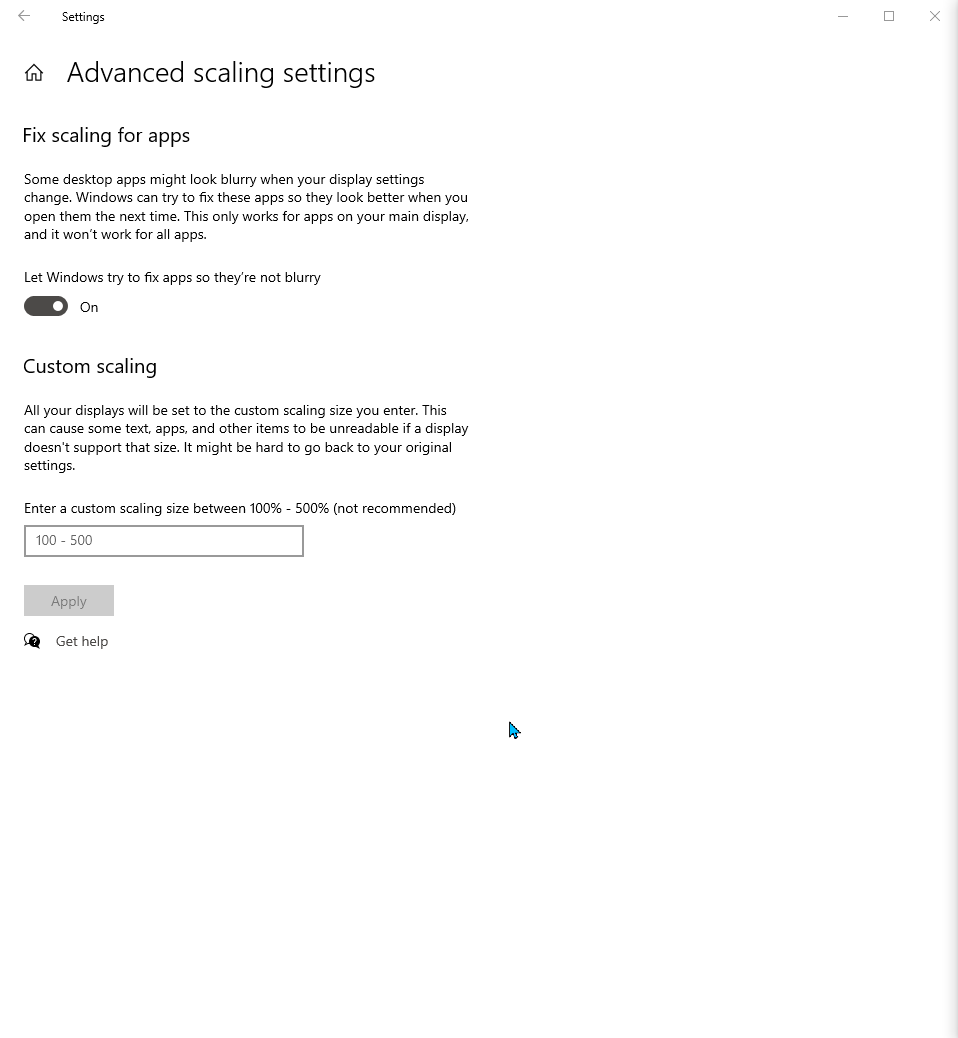 Settings
Advanced scaling settings
Fix scaling for apps
Some desktop apps might look blurry when your display settings
change. Windows can try to fix these apps so they look better when you
open them the next time. This only works for apps on your main display,
and it won’t work for all apps.
Let Windows try to fix apps so they’re not blurry
On
Custom scaling
All your displays will be set to the custom scaling size you enter. This
can cause some text, apps, and other items to be unreadable if a display
doesn't support that size. It might be hard to go back to your original
settings.
Enter a custom scaling size between 100% - 500% (not recommended)
100 - 500
Apply
Get help